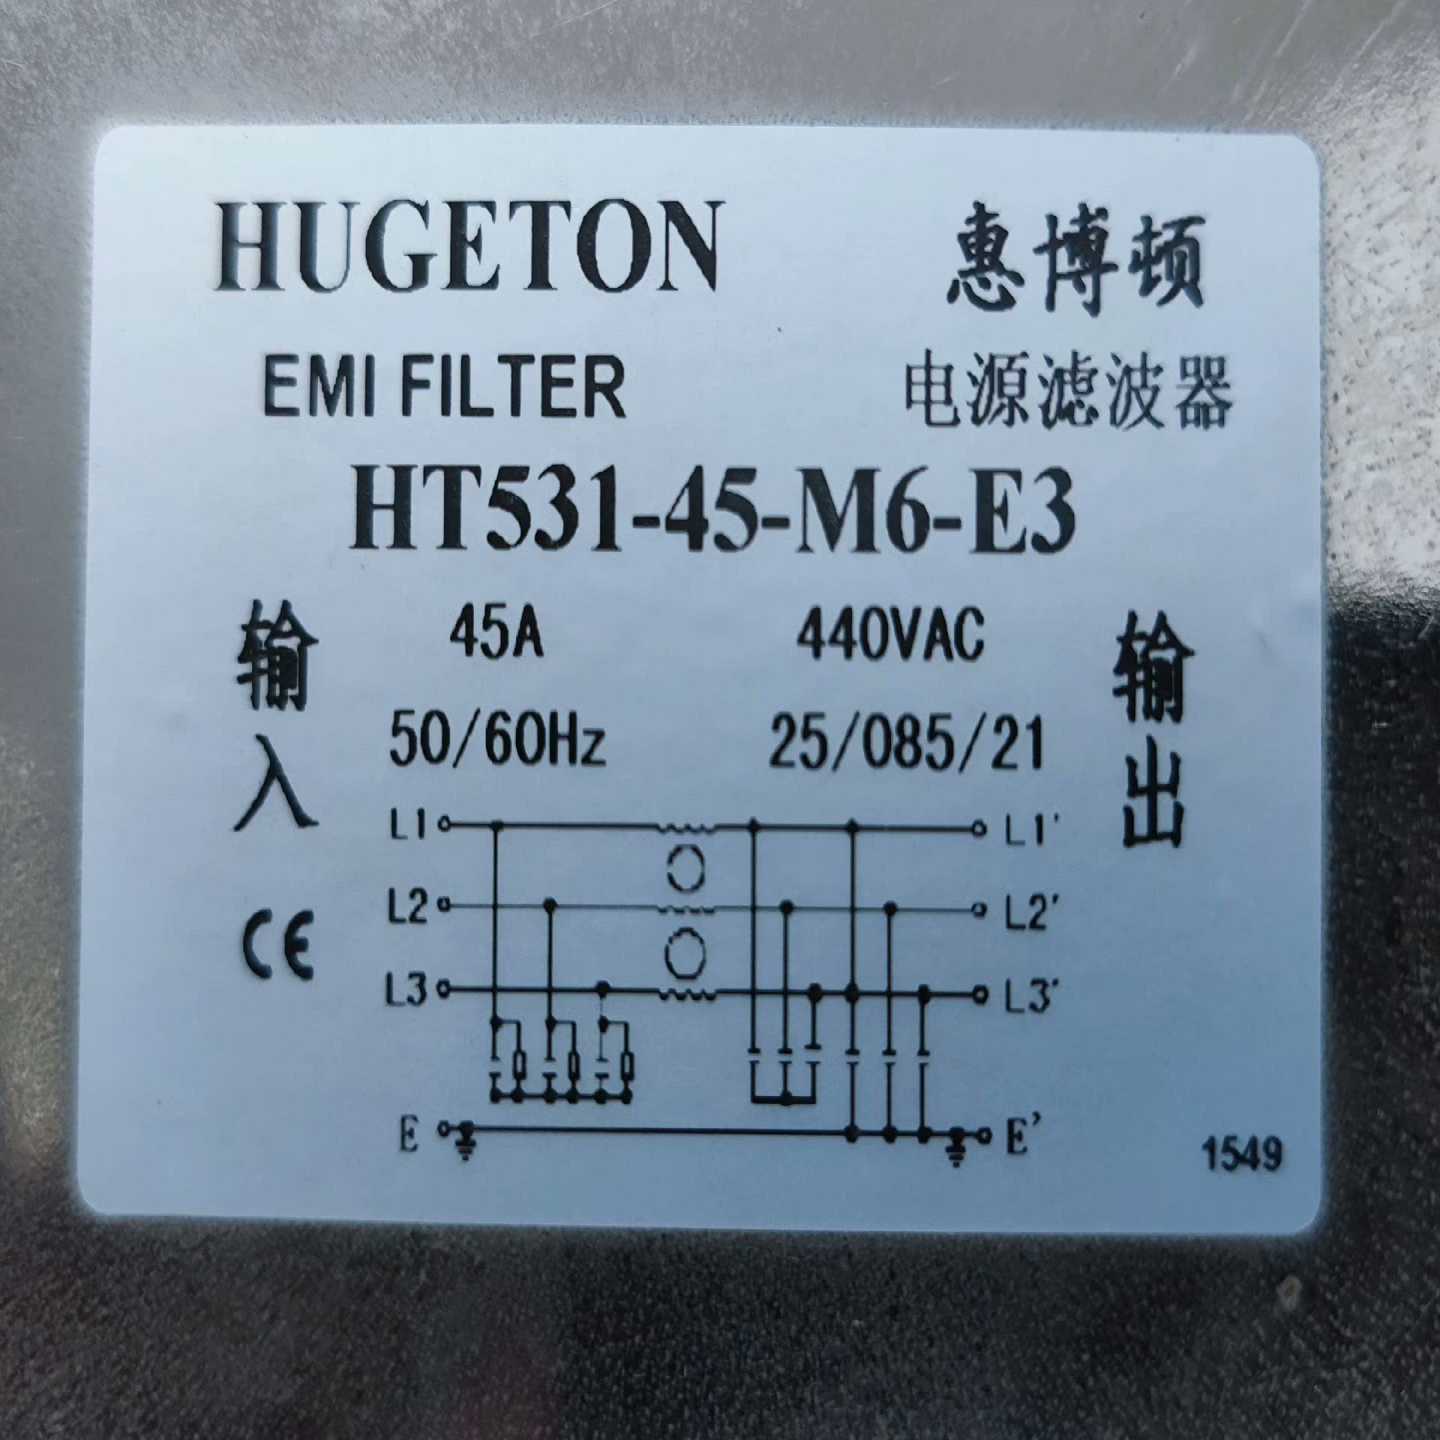 HUGETON 惠博顿
EMI FILTER 电源滤波器
HT531-45-M6-E3
输入 45A 440VAC 输出
50/60Hz 25/085/21
L1 L1'
L2 L2'
CE
L3 L3'
E E'
1549